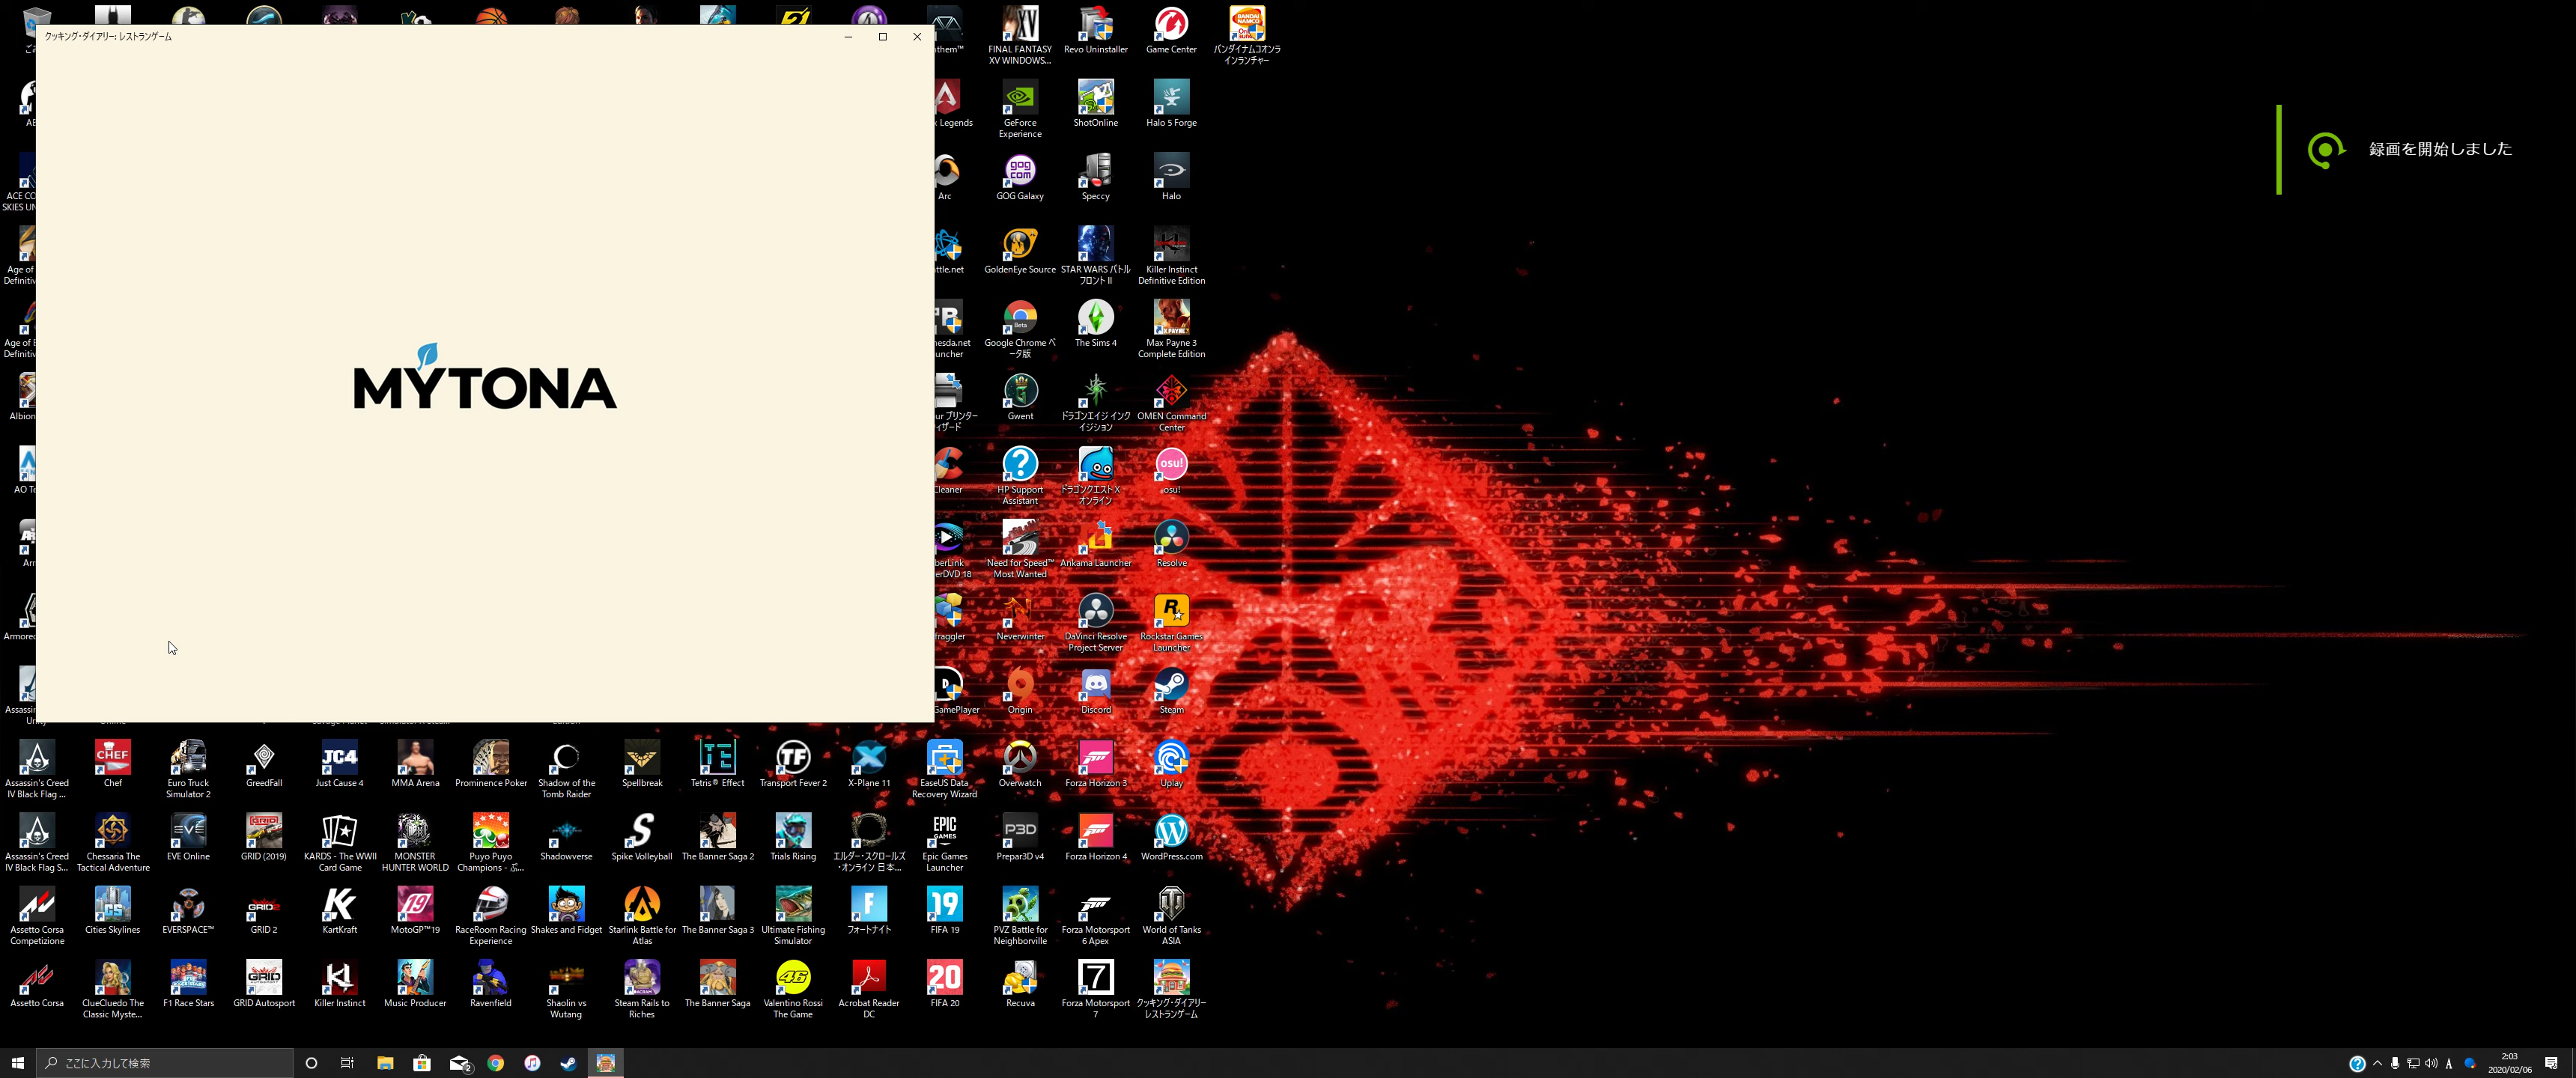 クッキング・ダイアリー: レストランゲーム
MYTONA
録画を開始しました
FINAL FANTASY
XV WINDOWS...
Revo Uninstaller
Game Center
バンダイナムコオンラ
インランチャー
Legends
GeForce
Experience
ShotOnline
Halo 5 Forge
Arc
GOG Galaxy
Speccy
Halo
GoldenEye Source
STAR WARS バトル
フロント II
Killer Instinct
Definitive Edition
Google Chrome ベ
ータ版
The Sims 4
Max Payne 3
Complete Edition
Gwent
ドラゴンエイジ インク
イジション
OMEN Command
Center
HP Support
Assistant
ドラゴンクエストX
オンライン
osu!
Need for Speed™
Most Wanted
Ankama Launcher
Resolve
Neverwinter
DaVinci Resolve
Project Server
Rockstar Games
Launcher
GamePlayer
Origin
Discord
Steam
Assassin's Creed
IV Black Flag ...
Chef
Euro Truck
Simulator 2
GreedFall
Just Cause 4
MMA Arena
Prominence Poker
Shadow of the
Tomb Raider
Spellbreak
Tetris® Effect
Transport Fever 2
X-Plane 11
EaseUS Data
Recovery Wizard
Overwatch
Forza Horizon 3
Uplay
Assassin's Creed
IV Black Flag S...
Chessaria The
Tactical Adventure
EVE Online
GRID (2019)
KARDS - The WWII
Card Game
MONSTER
HUNTER WORLD
Puyo Puyo
Champions - ぷ...
Shadowverse
Spike Volleyball
The Banner Saga 2
Trials Rising
エルダー・スクロールズ
・オンライン 日本...
Epic Games
Launcher
Prepar3D v4
Forza Horizon 4
WordPress.com
Assetto Corsa
Competizione
Cities Skylines
EVERSPACE™
GRID 2
KartKraft
MotoGP™19
RaceRoom Racing
Experience
Shakes and Fidget
Starlink Battle for
Atlas
The Banner Saga 3
Ultimate Fishing
Simulator
フォートナイト
FIFA 19
PVZ Battle for
Neighborville
Forza Motorsport
6 Apex
World of Tanks
ASIA
Assetto Corsa
ClueCluedo The
Classic Myste...
F1 Race Stars
GRID Autosport
Killer Instinct
Music Producer
Ravenfield
Shaolin vs
Wutang
Steam Rails to
Riches
The Banner Saga
Valentino Rossi
The Game
Acrobat Reader
DC
FIFA 20
Recuva
Forza Motorsport
7
クッキング・ダイアリー
レストランゲーム
ここに入力して検索
A
2:03
2020/02/06